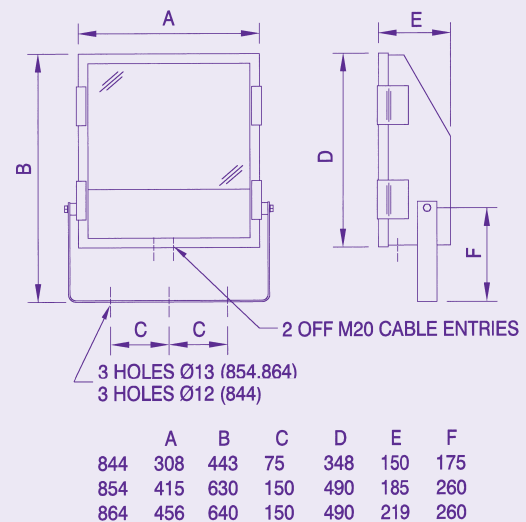 A
E
B
D
F
C C
2 OFF M20 CABLE ENTRIES
3 HOLES Ø13 (854.864)
3 HOLES Ø12 (844)
A B C D E F
844 308 443 75 348 150 175
854 415 630 150 490 185 260
864 456 640 150 490 219 260